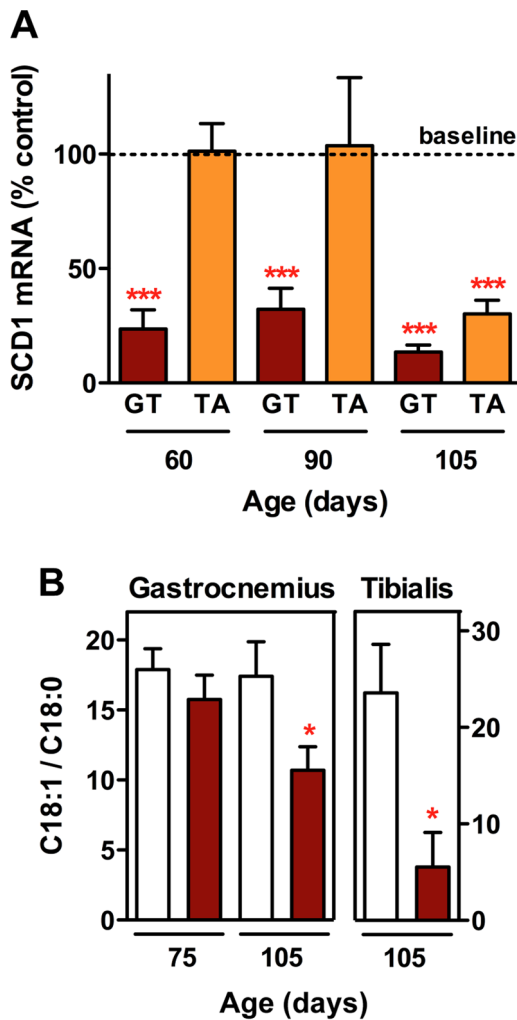 A
SCD1 mRNA (% control)
baseline
100
50
0
*** *** *** ***
GT TA GT TA GT TA
60 90 105
Age (days)
B
Gastrocnemius Tibialis
C18:1 / C18:0
20
15
10
5
0
30
20
10
0
* *
75 105 105
Age (days)